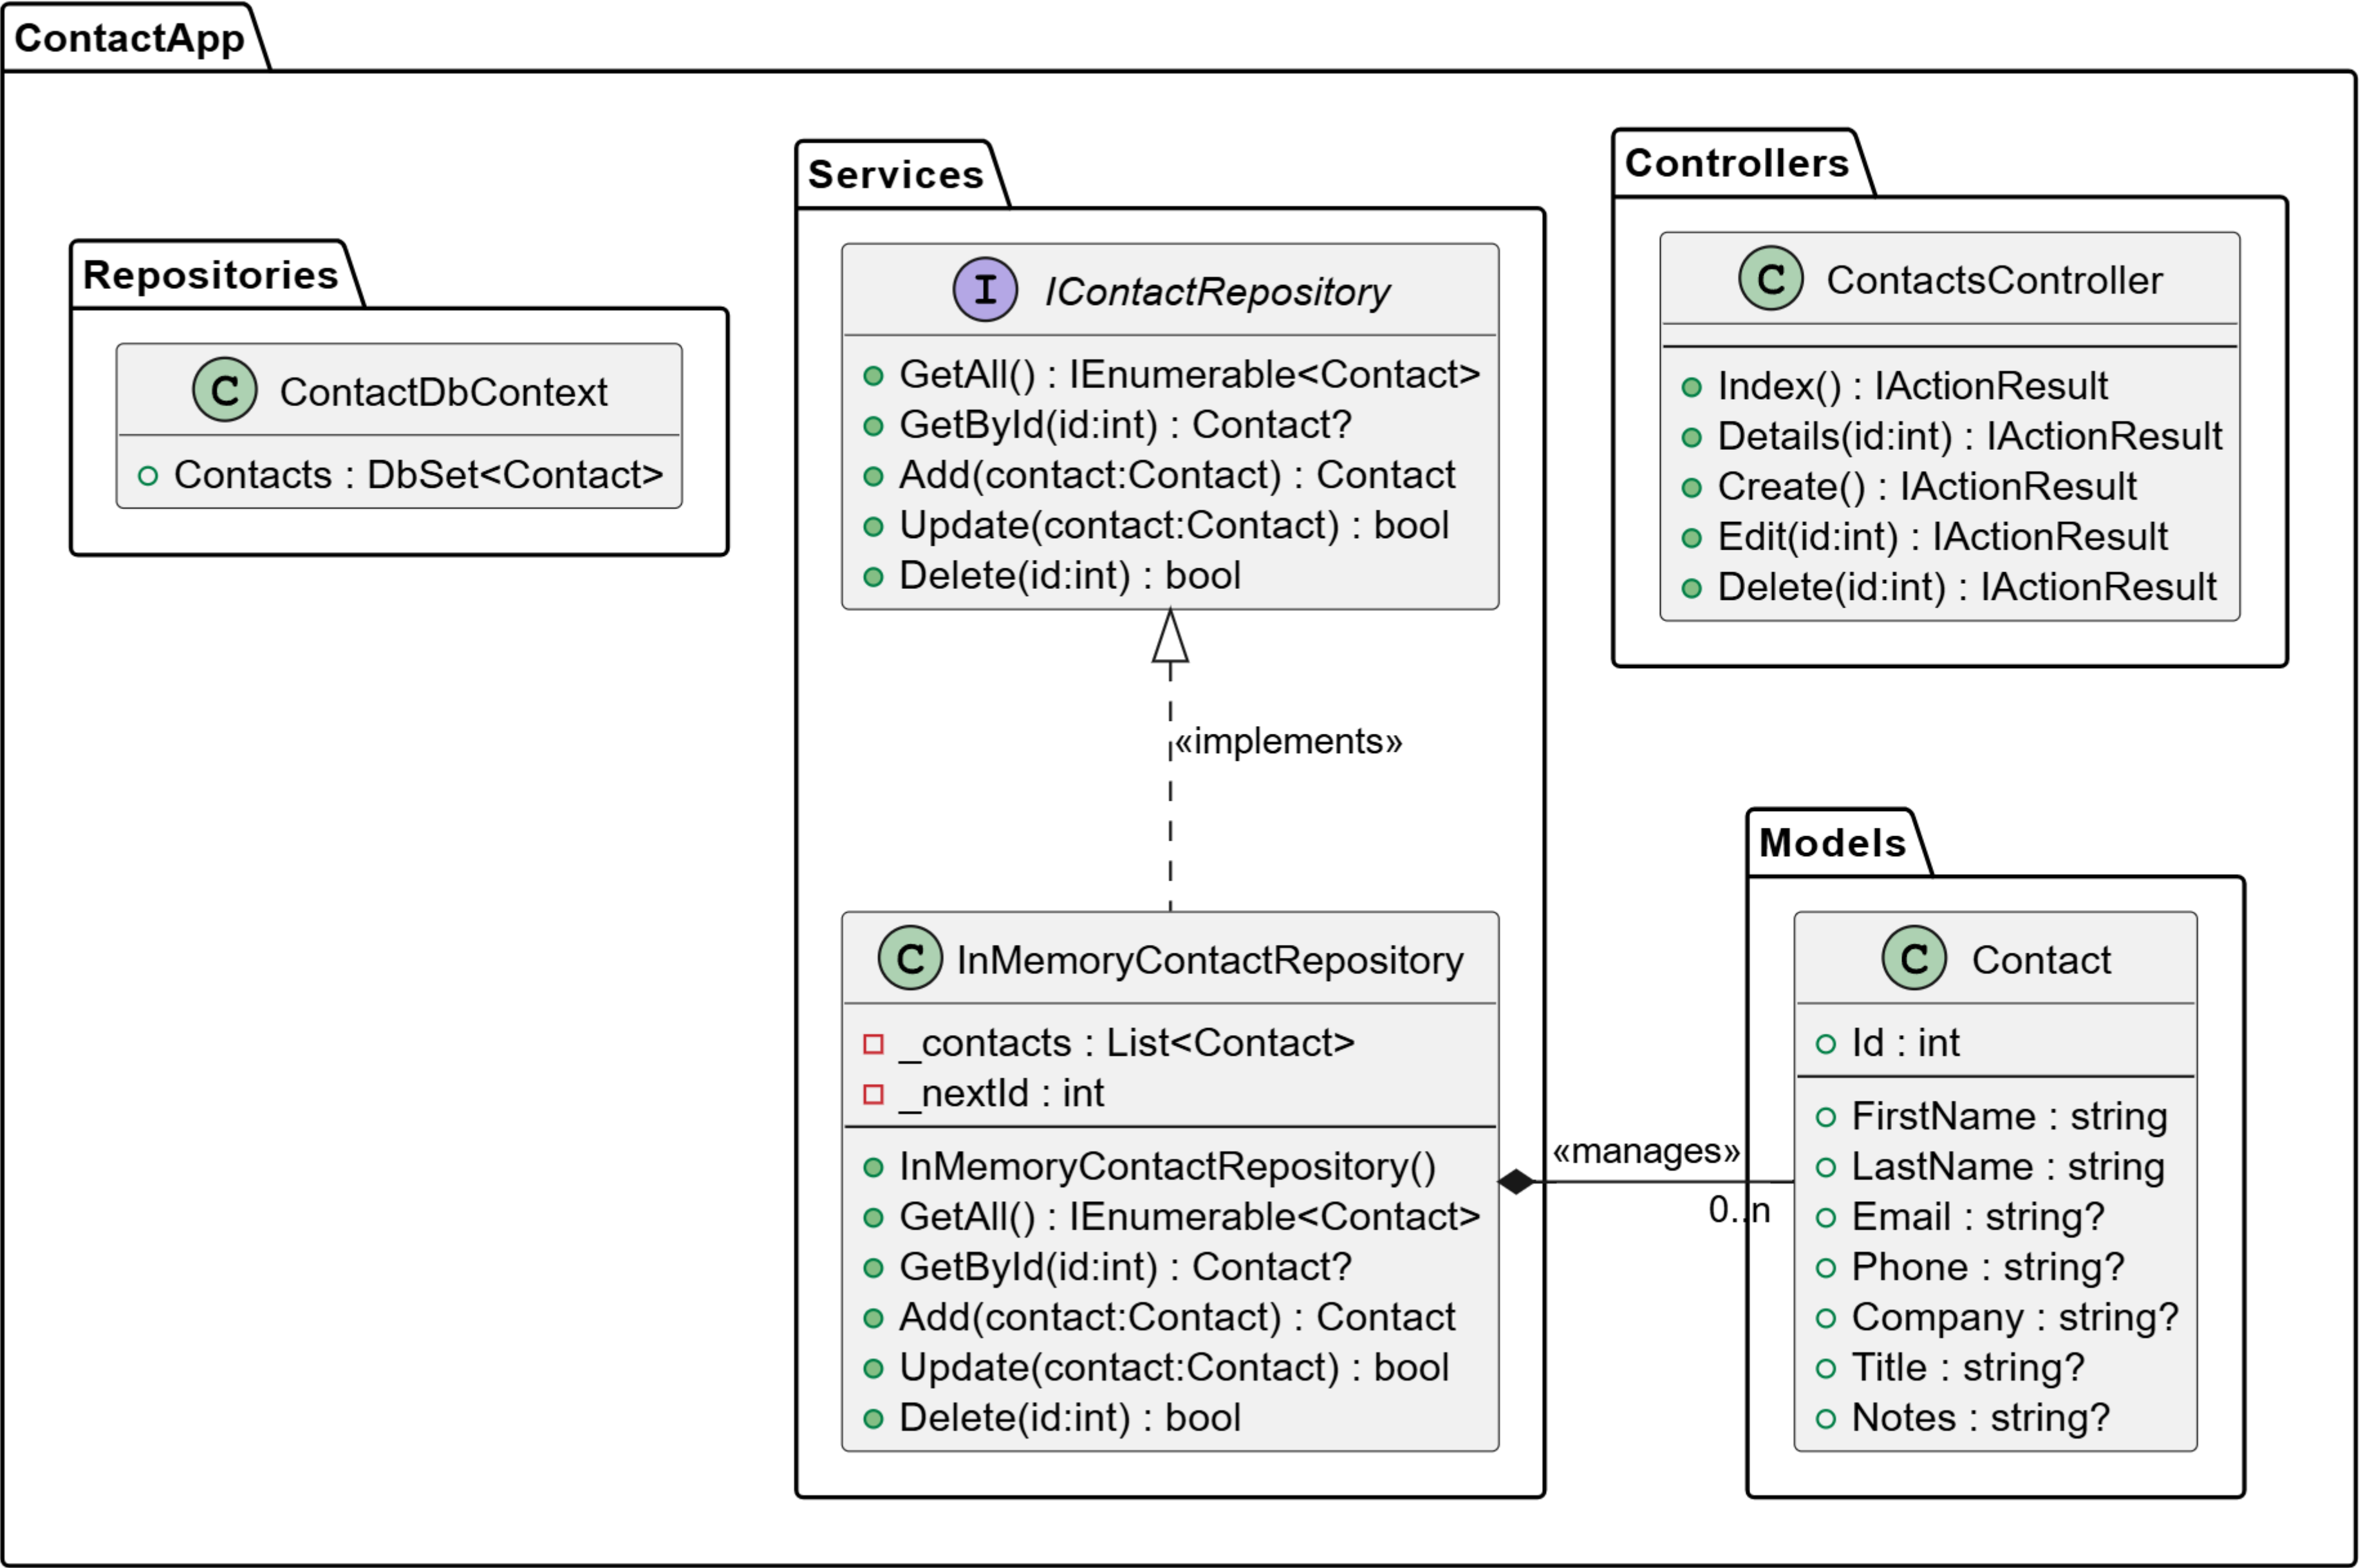 ContactApp
Repositories
C ContactDbContext
Contacts : DbSet<Contact>
Services
I IContactRepository
GetAll() : IEnumerable<Contact>
GetById(id:int) : Contact?
Add(contact:Contact) : Contact
Update(contact:Contact) : bool
Delete(id:int) : bool
«implements»
C InMemoryContactRepository
_contacts : List<Contact>
_nextId : int
InMemoryContactRepository()
GetAll() : IEnumerable<Contact>
GetById(id:int) : Contact?
Add(contact:Contact) : Contact
Update(contact:Contact) : bool
Delete(id:int) : bool
«manages»
0..n
Controllers
C ContactsController
Index() : IActionResult
Details(id:int) : IActionResult
Create() : IActionResult
Edit(id:int) : IActionResult
Delete(id:int) : IActionResult
Models
C Contact
Id : int
FirstName : string
LastName : string
Email : string?
Phone : string?
Company : string?
Title : string?
Notes : string?